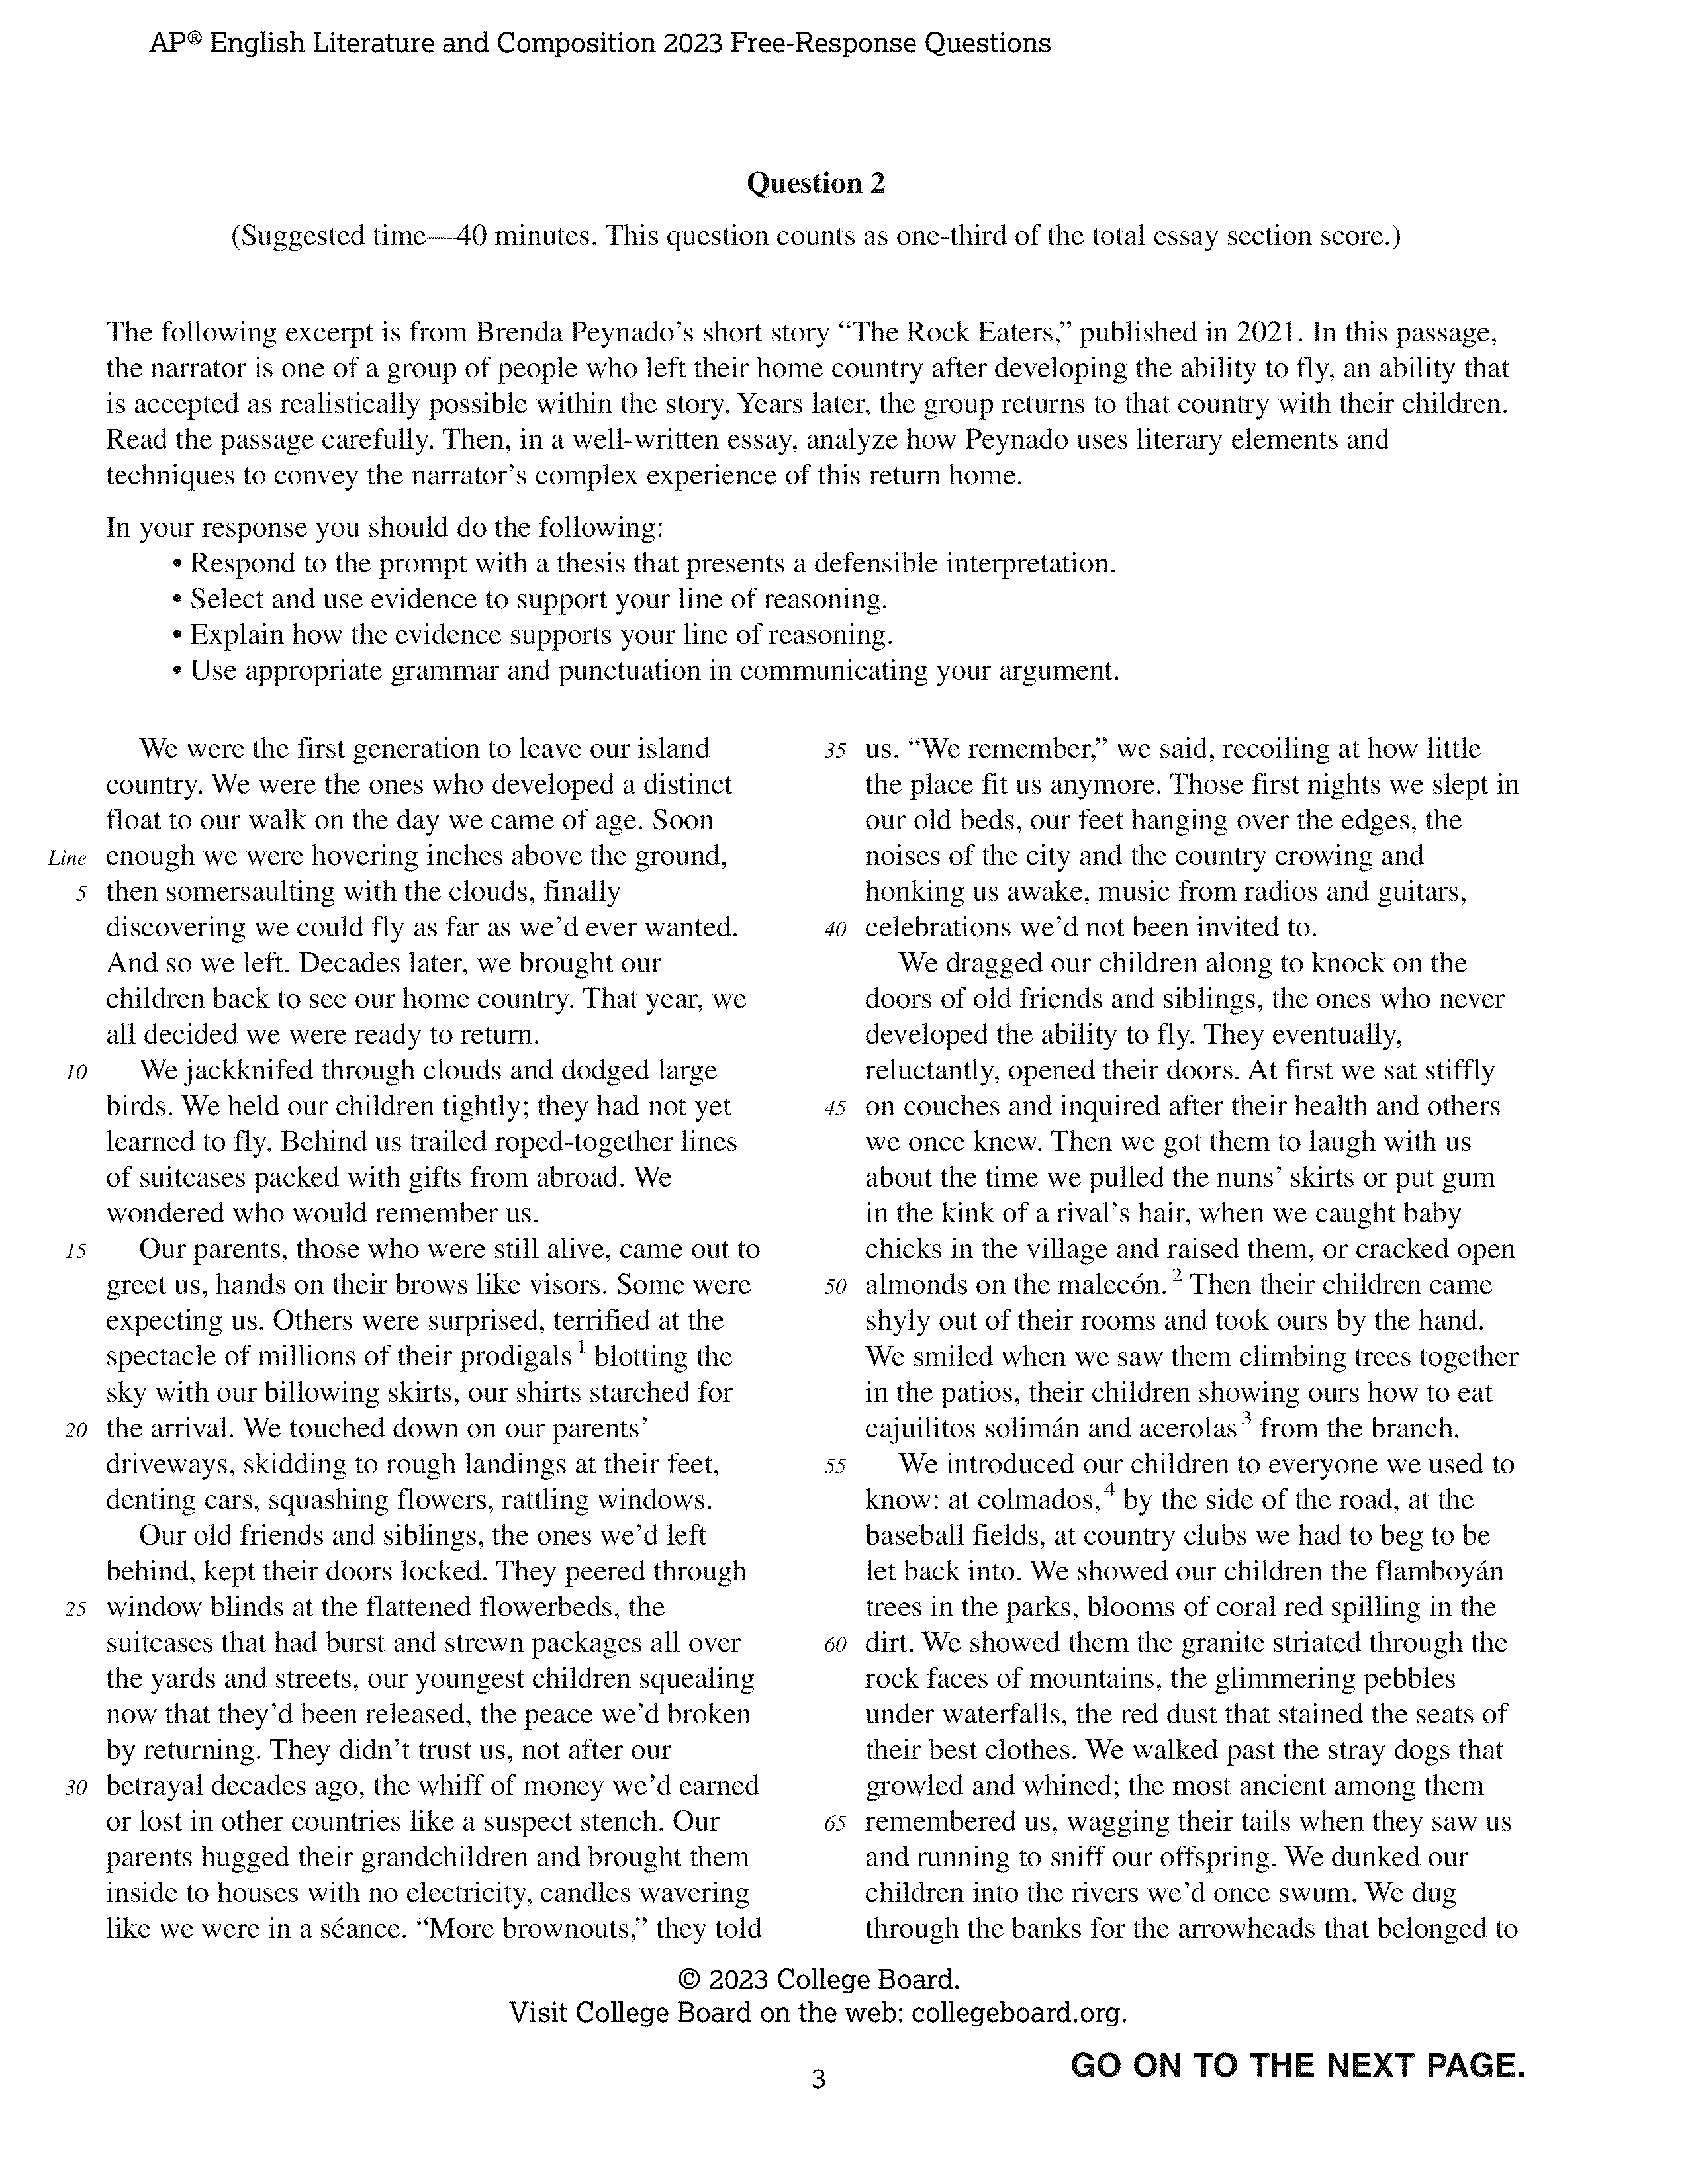 AP® English Literature and Composition 2023 Free-Response Questions
Question 2
(Suggested time—40 minutes. This question counts as one-third of the total essay section score.)
The following excerpt is from Brenda Peynado’s short story “The Rock Eaters,” published in 2021. In this passage,
the narrator is one of a group of people who left their home country after developing the ability to fly, an ability that
is accepted as realistically possible within the story. Years later, the group returns to that country with their children.
Read the passage carefully. Then, in a well-written essay, analyze how Peynado uses literary elements and
techniques to convey the narrator’s complex experience of this return home.
In your response you should do the following:
• Respond to the prompt with a thesis that presents a defensible interpretation.
• Select and use evidence to support your line of reasoning.
• Explain how the evidence supports your line of reasoning.
• Use appropriate grammar and punctuation in communicating your argument.
We were the first generation to leave our island
country. We were the ones who developed a distinct
float to our walk on the day we came of age. Soon
Line enough we were hovering inches above the ground,
5 then somersaulting with the clouds, finally
discovering we could fly as far as we’d ever wanted.
And so we left. Decades later, we brought our
children back to see our home country. That year, we
all decided we were ready to return.
10 We jackknifed through clouds and dodged large
birds. We held our children tightly; they had not yet
learned to fly. Behind us trailed roped-together lines
of suitcases packed with gifts from abroad. We
wondered who would remember us.
15 Our parents, those who were still alive, came out to
greet us, hands on their brows like visors. Some were
expecting us. Others were surprised, terrified at the
spectacle of millions of their prodigals¹ blotting the
sky with our billowing skirts, our shirts starched for
20 the arrival. We touched down on our parents’
driveways, skidding to rough landings at their feet,
denting cars, squashing flowers, rattling windows.
Our old friends and siblings, the ones we’d left
behind, kept their doors locked. They peered through
25 window blinds at the flattened flowerbeds, the
suitcases that had burst and strewn packages all over
the yards and streets, our youngest children squealing
now that they’d been released, the peace we’d broken
by returning. They didn’t trust us, not after our
30 betrayal decades ago, the whiff of money we’d earned
or lost in other countries like a suspect stench. Our
parents hugged their grandchildren and brought them
inside to houses with no electricity, candles wavering
like we were in a séance. “More brownouts,” they told
35 us. “We remember,” we said, recoiling at how little
the place fit us anymore. Those first nights we slept in
our old beds, our feet hanging over the edges, the
noises of the city and the country crowing and
honking us awake, music from radios and guitars,
40 celebrations we’d not been invited to.
We dragged our children along to knock on the
doors of old friends and siblings, the ones who never
developed the ability to fly. They eventually,
reluctantly, opened their doors. At first we sat stiffly
45 on couches and inquired after their health and others
we once knew. Then we got them to laugh with us
about the time we pulled the nuns’ skirts or put gum
in the kink of a rival’s hair, when we caught baby
chicks in the village and raised them, or cracked open
50 almonds on the malecón.² Then their children came
shyly out of their rooms and took ours by the hand.
We smiled when we saw them climbing trees together
in the patios, their children showing ours how to eat
cajuilitos solimán and acerolas³ from the branch.
55 We introduced our children to everyone we used to
know: at colmados,⁴ by the side of the road, at the
baseball fields, at country clubs we had to beg to be
let back into. We showed our children the flamboyán
trees in the parks, blooms of coral red spilling in the
60 dirt. We showed them the granite striated through the
rock faces of mountains, the glimmering pebbles
under waterfalls, the red dust that stained the seats of
their best clothes. We walked past the stray dogs that
growled and whined; the most ancient among them
65 remembered us, wagging their tails when they saw us
and running to sniff our offspring. We dunked our
children into the rivers we’d once swum. We dug
through the banks for the arrowheads that belonged to
© 2023 College Board.
Visit College Board on the web: collegeboard.org.
GO ON TO THE NEXT PAGE.
3